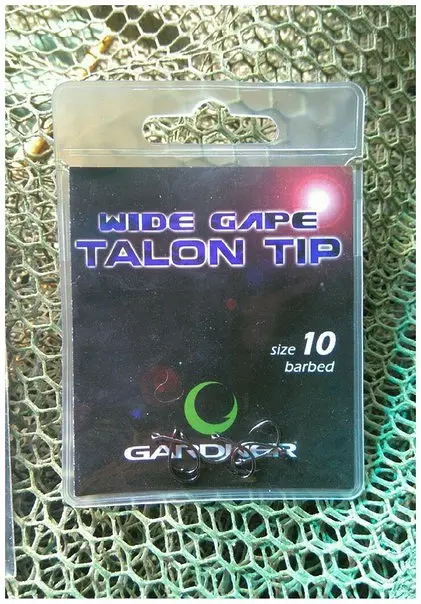 WIDE GAPE
TALON TIP
size 10
barbed
GARDNER